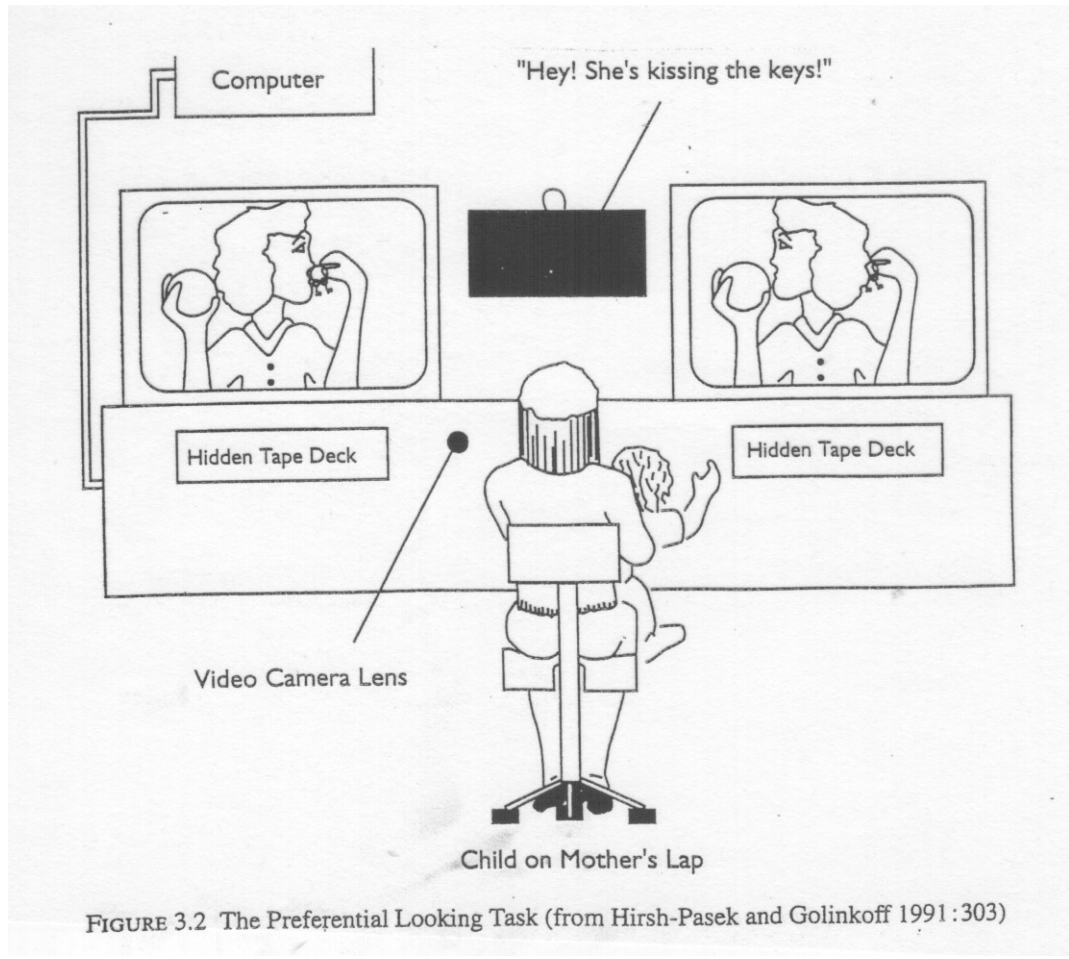 Computer
"Hey! She's kissing the keys!"
Hidden Tape Deck
Hidden Tape Deck
Video Camera Lens
Child on Mother's Lap
FIGURE 3.2 The Preferential Looking Task (from Hirsh-Pasek and Golinkoff 1991:303)